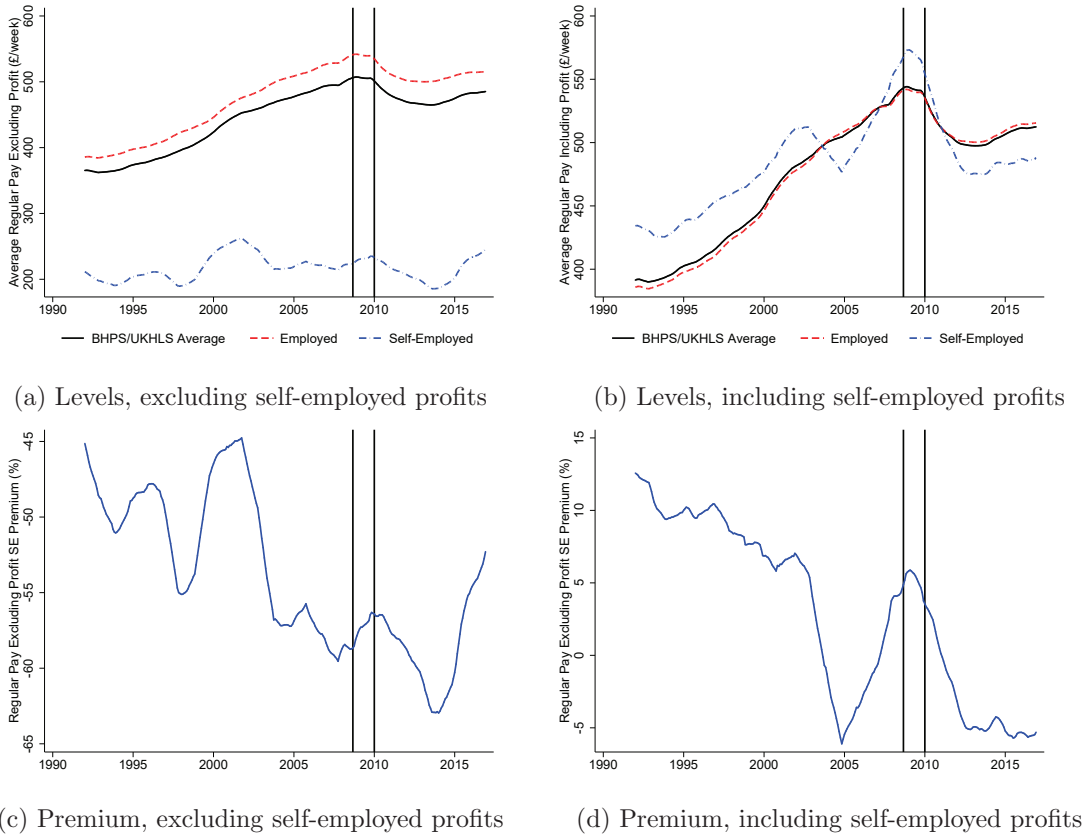 Average Regular Pay Excluding Profit (£/week)
600
500
400
300
200
1990 1995 2000 2005 2010 2015
BHPS/UKHLS Average Employed Self-Employed
(a) Levels, excluding self-employed profits
Average Regular Pay Including Profit (£/week)
600
550
500
450
400
1990 1995 2000 2005 2010 2015
BHPS/UKHLS Average Employed Self-Employed
(b) Levels, including self-employed profits
Regular Pay Excluding Profit SE Premium (%)
-45
-50
-55
-60
-65
1990 1995 2000 2005 2010 2015
c) Premium, excluding self-employed profits
Regular Pay Excluding Profit SE Premium (%)
15
10
5
0
-5
1990 1995 2000 2005 2010 2015
(d) Premium, including self-employed profits